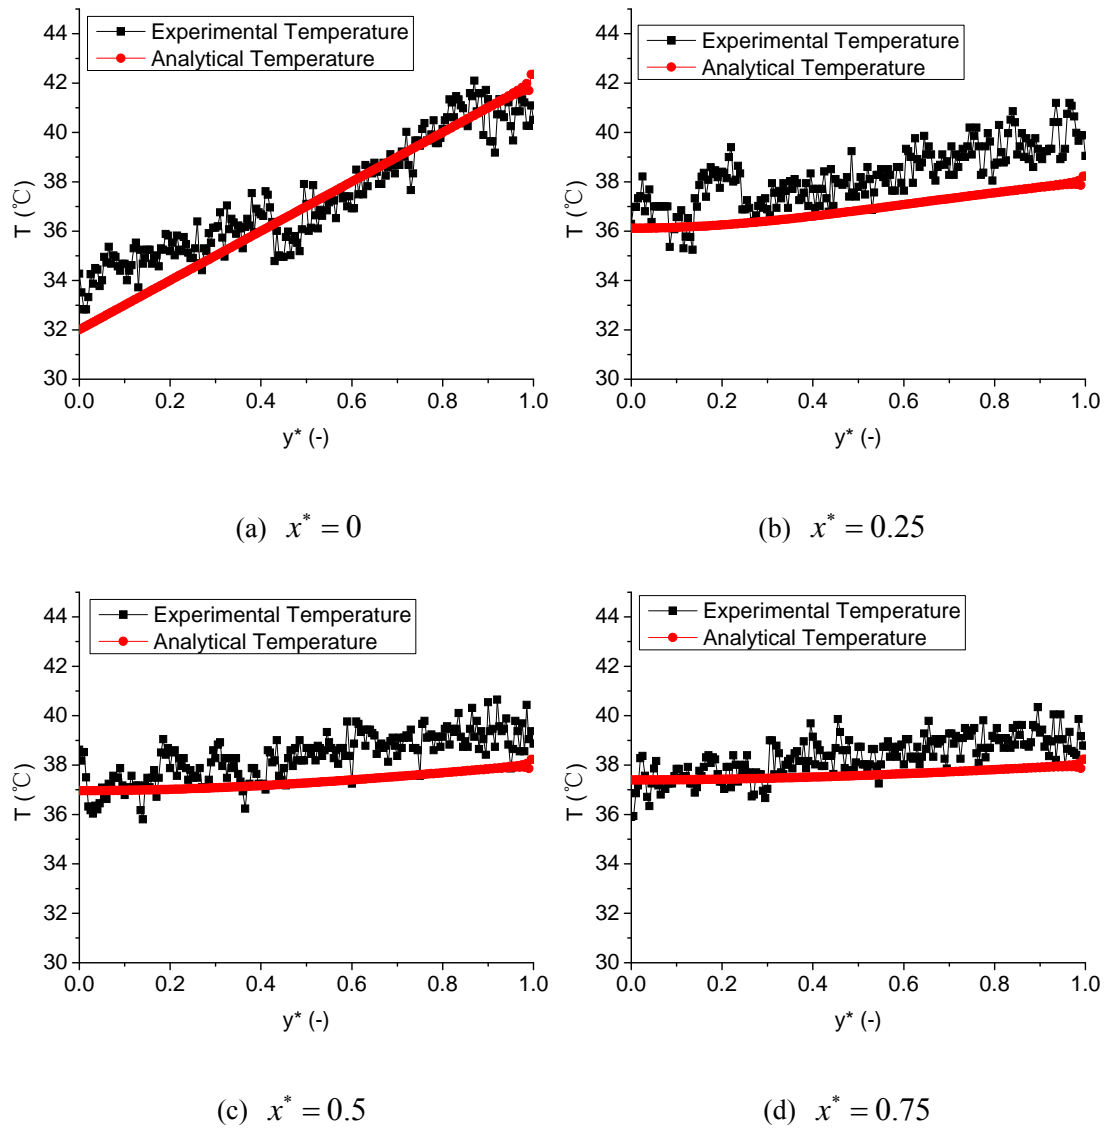 Experimental Temperature
Analytical Temperature
T (℃)
44
42
40
38
36
34
32
30
0.0 0.2 0.4 0.6 0.8 1.0
y* (-)
(a) x* = 0
Experimental Temperature
Analytical Temperature
T (℃)
44
42
40
38
36
34
32
30
0.0 0.2 0.4 0.6 0.8 1.0
y* (-)
(b) x* = 0.25
Experimental Temperature
Analytical Temperature
T (℃)
44
42
40
38
36
34
32
30
0.0 0.2 0.4 0.6 0.8 1.0
y* (-)
(c) x* = 0.5
Experimental Temperature
Analytical Temperature
T (℃)
44
42
40
38
36
34
32
30
0.0 0.2 0.4 0.6 0.8 1.0
y* (-)
(d) x* = 0.75